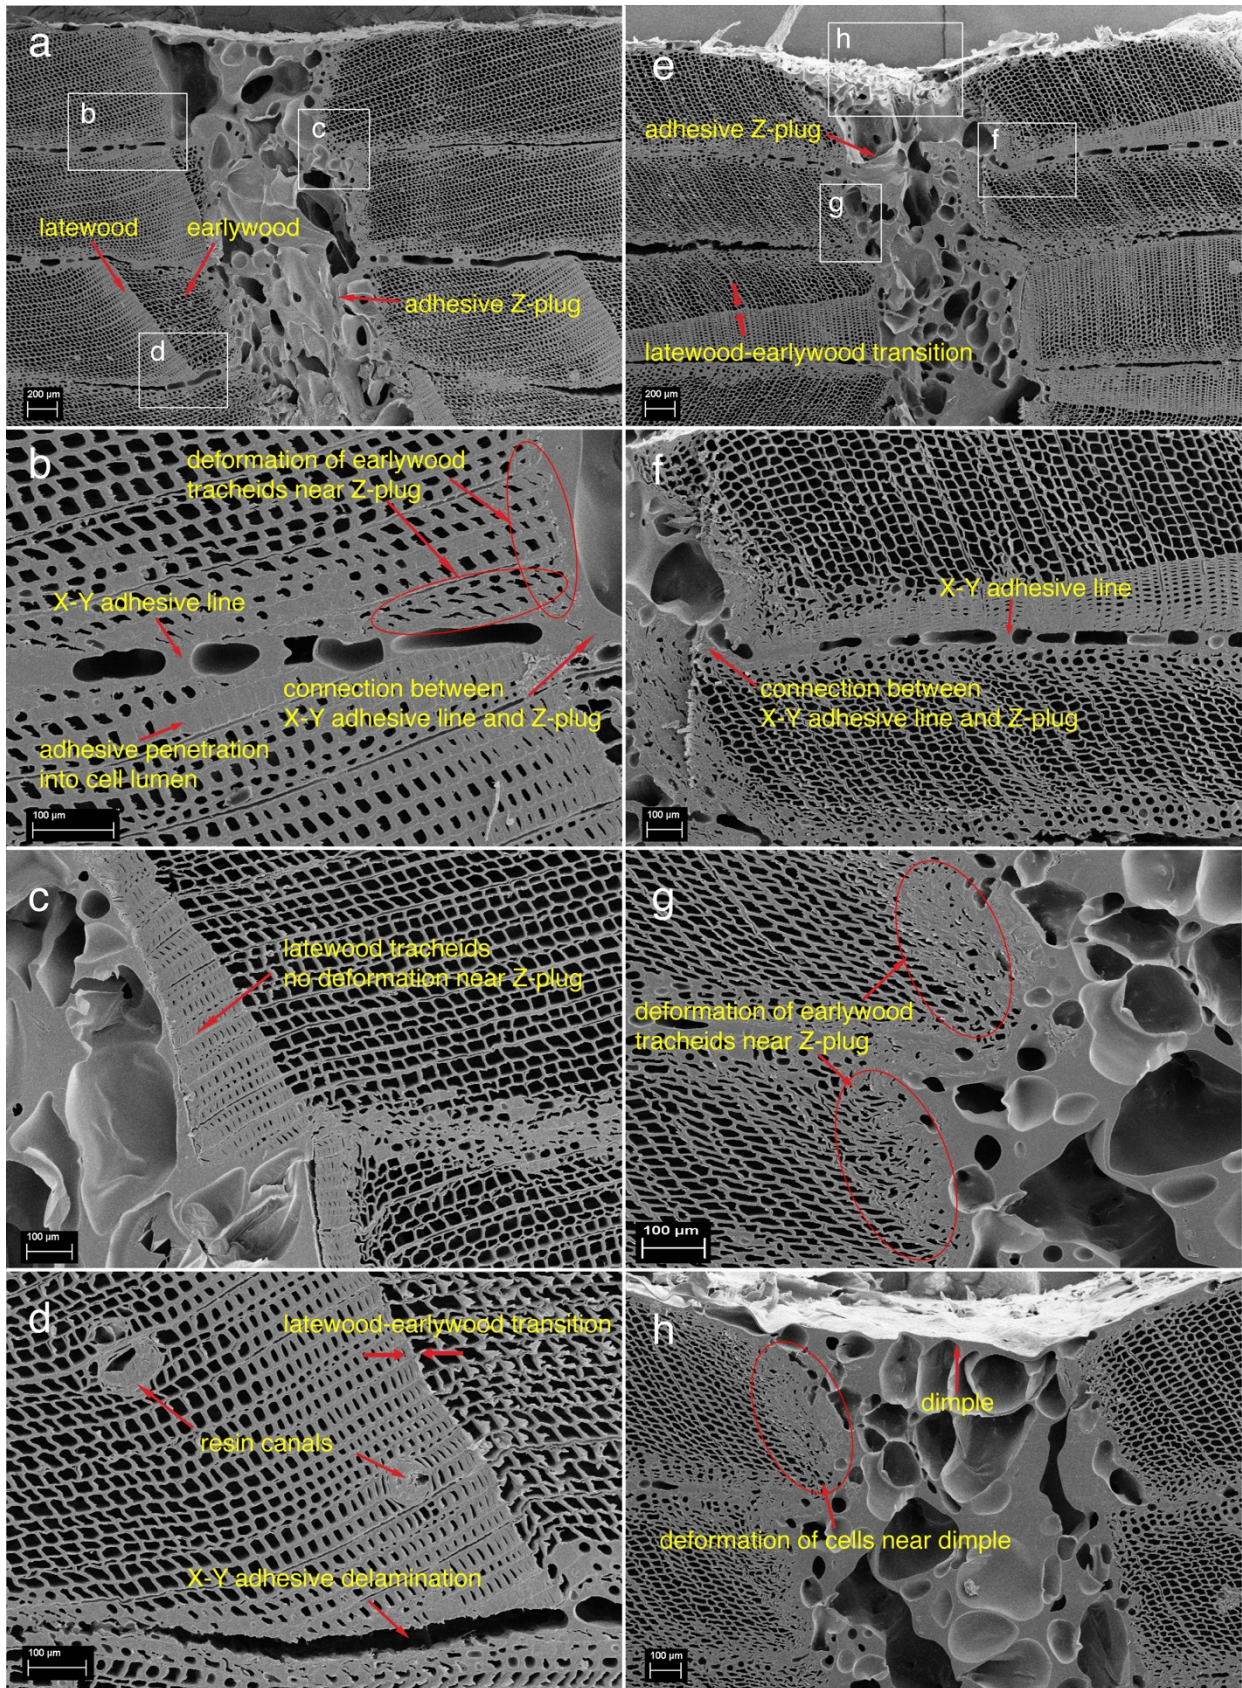 a
b
c
latewood
earlywood
adhesive Z-plug
d
200 µm
h
e
adhesive Z-plug
f
g
latewood-earlywood transition
200 µm
b
deformation of earlywood
tracheids near Z-plug
X-Y adhesive line
connection between
X-Y adhesive line and Z-plug
adhesive penetration
into cell lumen
100 µm
f
X-Y adhesive line
connection between
X-Y adhesive line and Z-plug
100 µm
c
latewood tracheids
no deformation near Z-plug
100 µm
g
deformation of earlywood
tracheids near Z-plug
100 µm
d
latewood-earlywood transition
resin canals
X-Y adhesive delamination
100 µm
h
dimple
deformation of cells near dimple
100 µm